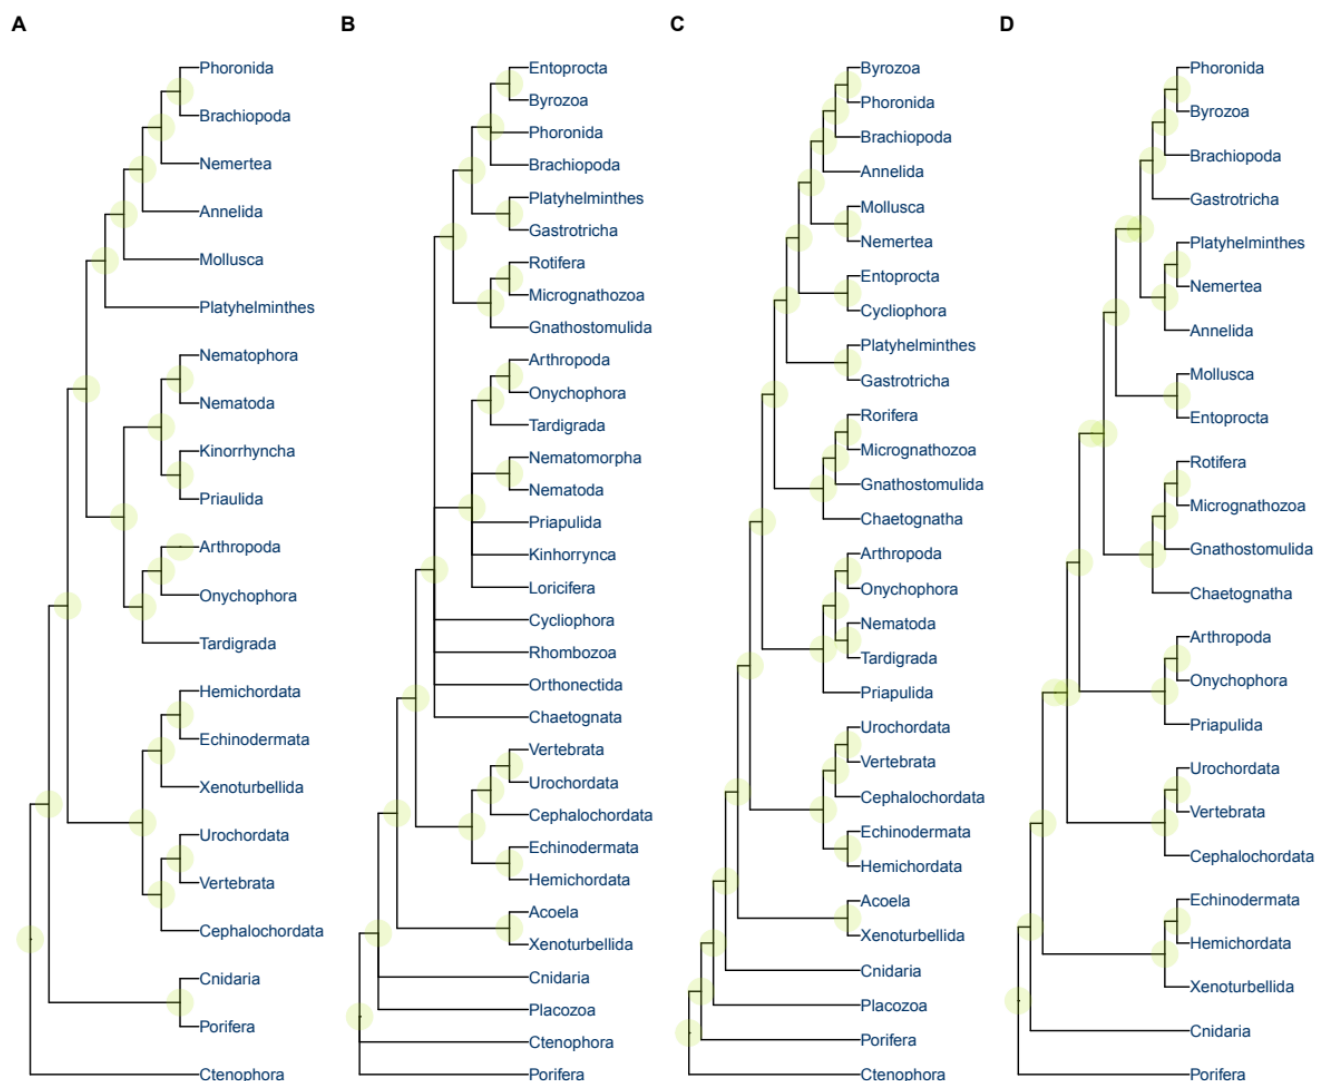 A
B
C
D
Phoronida
Brachiopoda
Nemertea
Annelida
Mollusca
Platyhelminthes
Nematophora
Nematoda
Kinorrhyncha
Priaulida
Arthropoda
Onychophora
Tardigrada
Hemichordata
Echinodermata
Xenoturbellida
Urochordata
Vertebrata
Cephalochordata
Cnidaria
Porifera
Ctenophora
Entoprocta
Byrozoa
Phoronida
Brachiopoda
Platyhelminthes
Gastrotricha
Rotifera
Micrognathozoa
Gnathostomulida
Arthropoda
Onychophora
Tardigrada
Nematomorpha
Nematoda
Priapulida
Kinhorrynca
Loricifera
Cycliophora
Rhombozoa
Orthonectida
Chaetognata
Vertebrata
Urochordata
Cephalochordata
Echinodermata
Hemichordata
Acoela
Xenoturbellida
Cnidaria
Placozoa
Ctenophora
Porifera
Byrozoa
Phoronida
Brachiopoda
Annelida
Mollusca
Nemertea
Entoprocta
Cycliophora
Platyhelminthes
Gastrotricha
Rorifera
Micrognathozoa
Gnathostomulida
Chaetognatha
Arthropoda
Onychophora
Nematoda
Tardigrada
Priapulida
Urochordata
Vertebrata
Cephalochordata
Echinodermata
Hemichordata
Acoela
Xenoturbellida
Cnidaria
Placozoa
Porifera
Ctenophora
Phoronida
Byrozoa
Brachiopoda
Gastrotricha
Platyhelminthes
Nemertea
Annelida
Mollusca
Entoprocta
Rotifera
Micrognathozoa
Gnathostomulida
Chaetognatha
Arthropoda
Onychophora
Priapulida
Urochordata
Vertebrata
Cephalochordata
Echinodermata
Hemichordata
Xenoturbellida
Cnidaria
Porifera